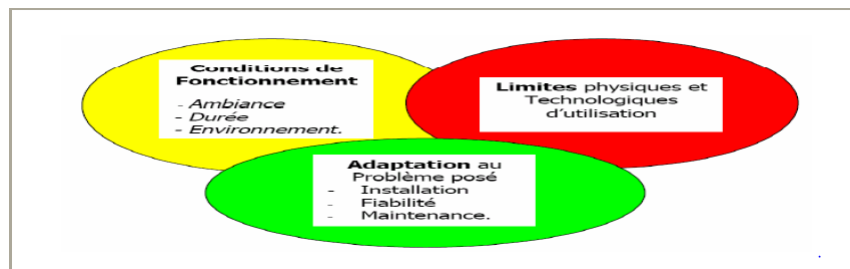 Conditions de
Fonctionnement
- Ambiance
- Durée
- Environnement.
Limites physiques et
Technologiques
d'utilisation
Adaptation au
Problème posé
- Installation
- Fiabilité
- Maintenance.